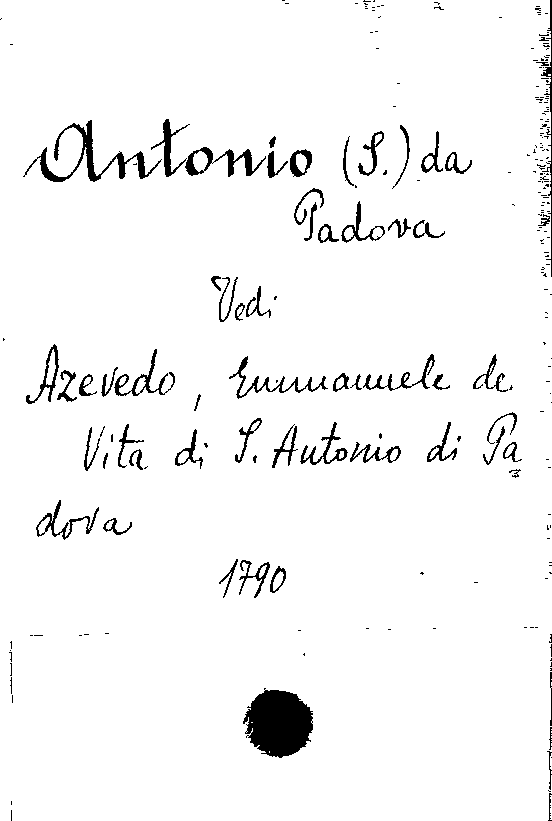 Antonio (S.) da
Padova
Vedi
Azevedo, Emmanuele de
Vita di S. Antonio di Pa
dova
1790